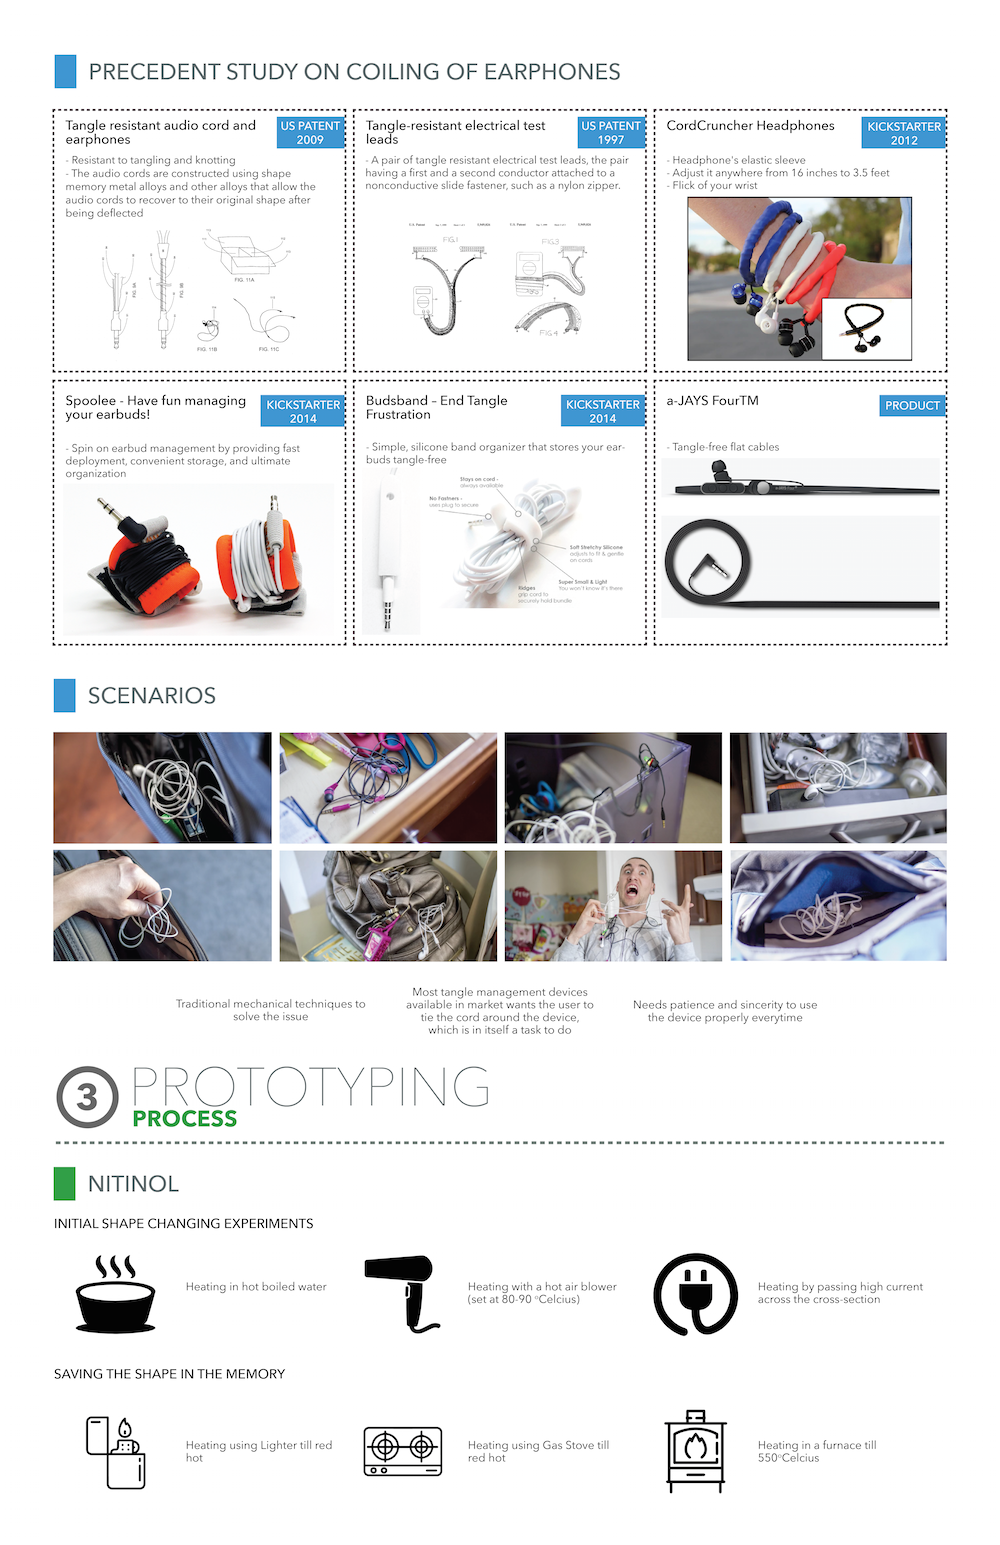 PRECEDENT STUDY ON COILING OF EARPHONES
Tangle resistant audio cord and
earphones
US PATENT
2009
- Resistant to tangling and knotting
- The audio cords are constructed using shape
memory metal alloys and other alloys that allow the
audio cords to recover to their original shape after
being deflected
FIG. 9A
FIG. 9B
FIG. 11A
FIG. 11B
FIG. 11C
Tangle-resistant electrical test
leads
US PATENT
1997
- A pair of tangle resistant electrical test leads, the pair
having a first and a second conductor attached to a
nonconductive slide fastener, such as a nylon zipper.
U.S. Patent
U.S. Patent
FIG.1
FIG.3
FIG.4
CordCruncher Headphones
KICKSTARTER
2012
- Headphone's elastic sleeve
- Adjust it anywhere from 16 inches to 3.5 feet
- Flick of your wrist
Spoolee - Have fun managing
your earbuds!
KICKSTARTER
2014
- Spin on earbud management by providing fast
deployment, convenient storage, and ultimate
organization
Budsband – End Tangle
Frustration
KICKSTARTER
2014
- Simple, silicone band organizer that stores your ear-
buds tangle-free
Stays on cord -
always available
No Fastners -
uses plug to secure
Soft Stretchy Silicone
adjusts to fit & gentle
on cords
Super Small & Light
You won't know it's there
Ridges
grip cord to
securely hold bundle
a-JAYS FourTM
PRODUCT
- Tangle-free flat cables
SCENARIOS
Traditional mechanical techniques to
solve the issue
Most tangle management devices
available in market wants the user to
tie the cord around the device,
which is in itself a task to do
Needs patience and sincerity to use
the device properly everytime
3
PROTOTYPING
PROCESS
NITINOL
INITIAL SHAPE CHANGING EXPERIMENTS
Heating in hot boiled water
Heating with a hot air blower
(set at 80-90 °Celcius)
Heating by passing high current
across the cross-section
SAVING THE SHAPE IN THE MEMORY
Heating using Lighter till red
hot
Heating using Gas Stove till
red hot
Heating in a furnace till
550°Celcius